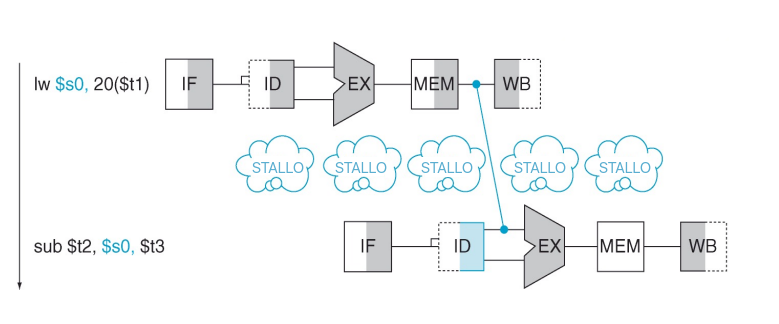 lw $s0, 20($t1) IF ID EX MEM WB
STALLO STALLO STALLO STALLO STALLO
sub $t2, $s0, $t3 IF ID EX MEM WB